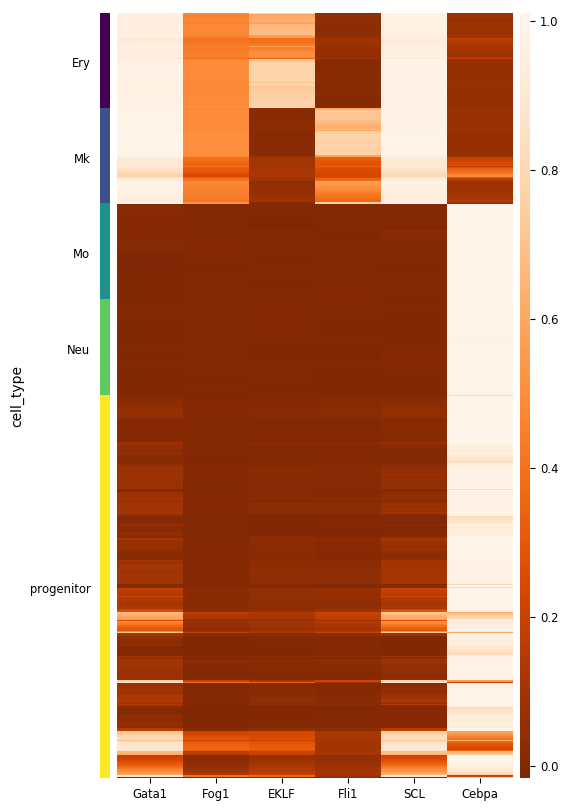 1.0
Ery
Mk
0.8
Mo
0.6
Neu
cell_type
0.4
progenitor
0.2
0.0
Gata1 Fog1 EKLF Fli1 SCL Cebpa